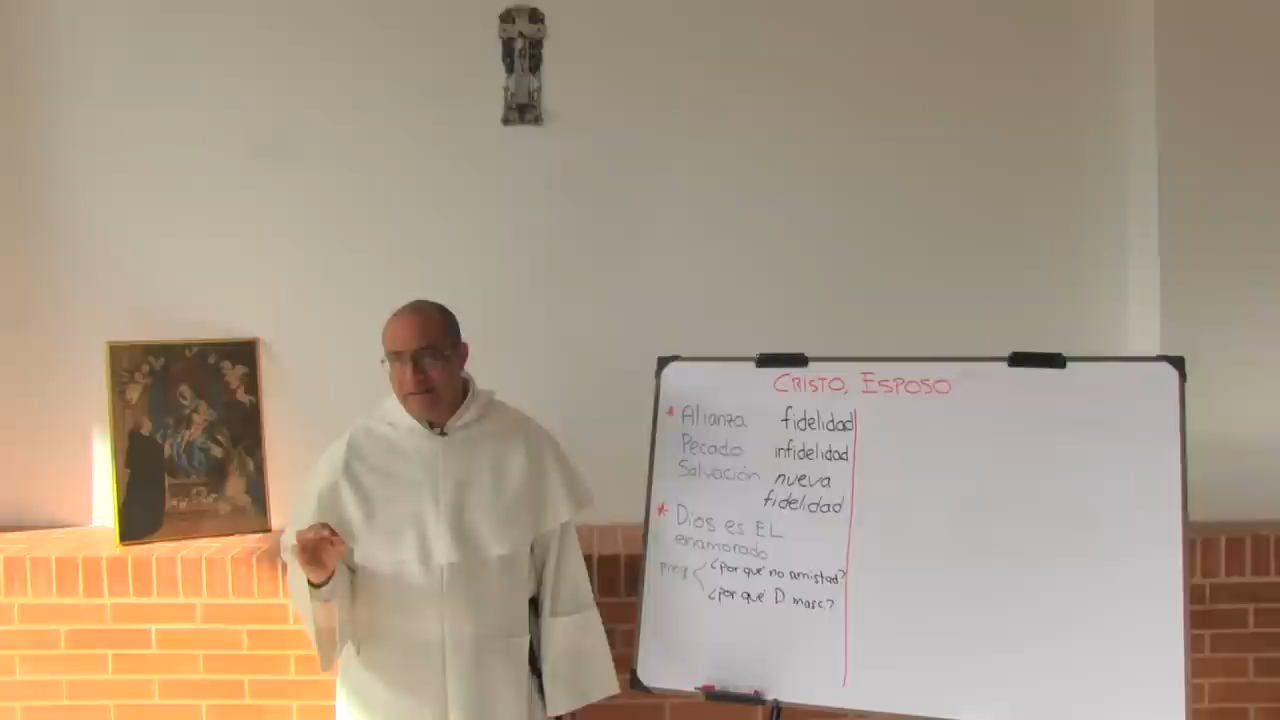 CRISTO, ESPOSO
* Alianza fidelidad
Pecado infidelidad
Salvación nueva
fidelidad
* Dios es EL
enamorado
preg ¿por qué no amistad?
¿por qué D masc?